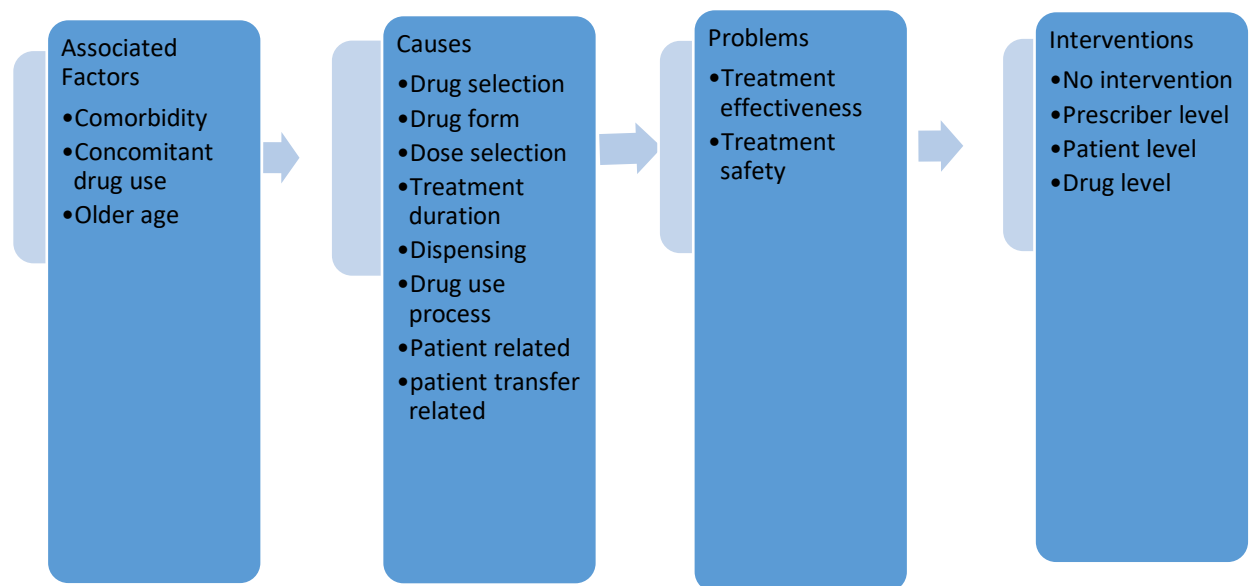 Associated
Factors
•Comorbidity
•Concomitant
drug use
•Older age
Causes
•Drug selection
•Drug form
•Dose selection
•Treatment
duration
•Dispensing
•Drug use
process
•Patient related
•patient transfer
related
Problems
•Treatment
effectiveness
•Treatment
safety
Interventions
•No intervention
•Prescriber level
•Patient level
•Drug level